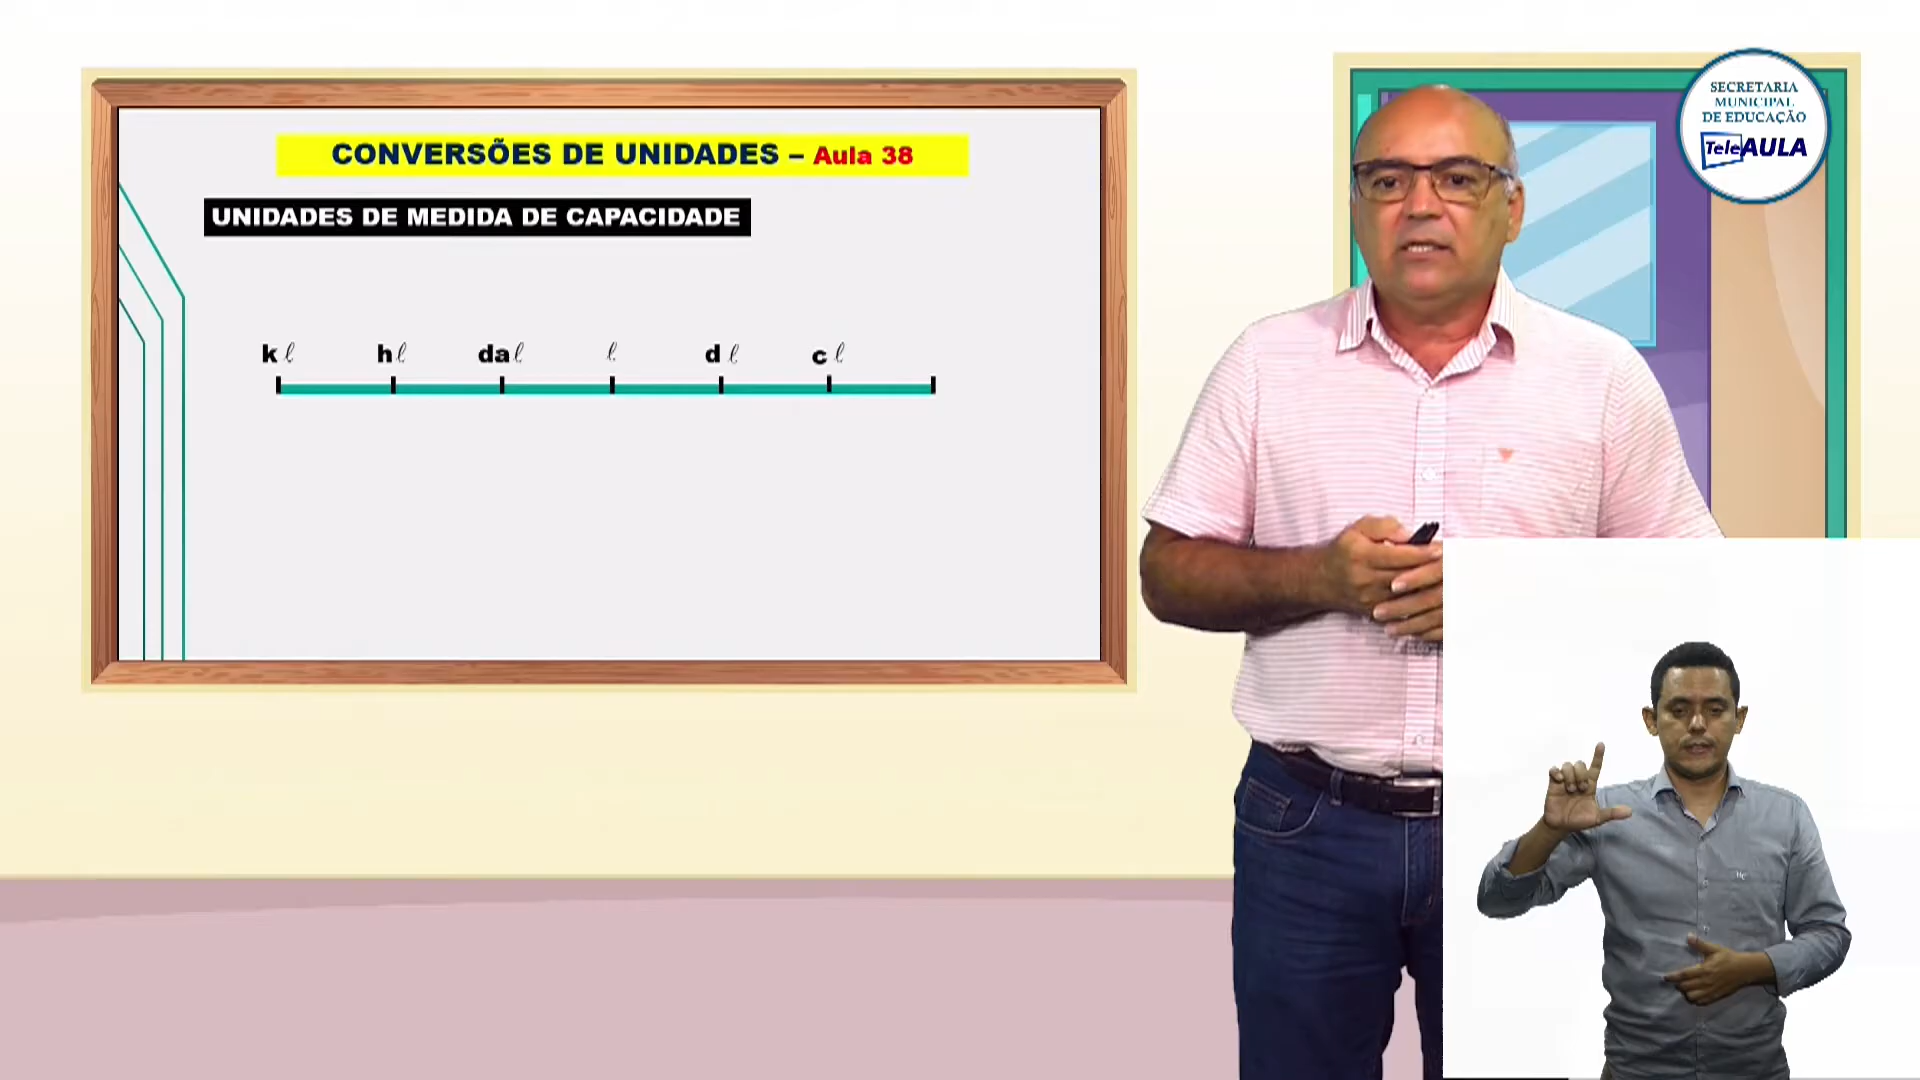 CONVERSÕES DE UNIDADES – Aula 38
UNIDADES DE MEDIDA DE CAPACIDADE
kℓ hℓ daℓ ℓ dℓ cℓ
SECRETARIA
MUNICIPAL
DE EDUCAÇÃO
TeleAULA